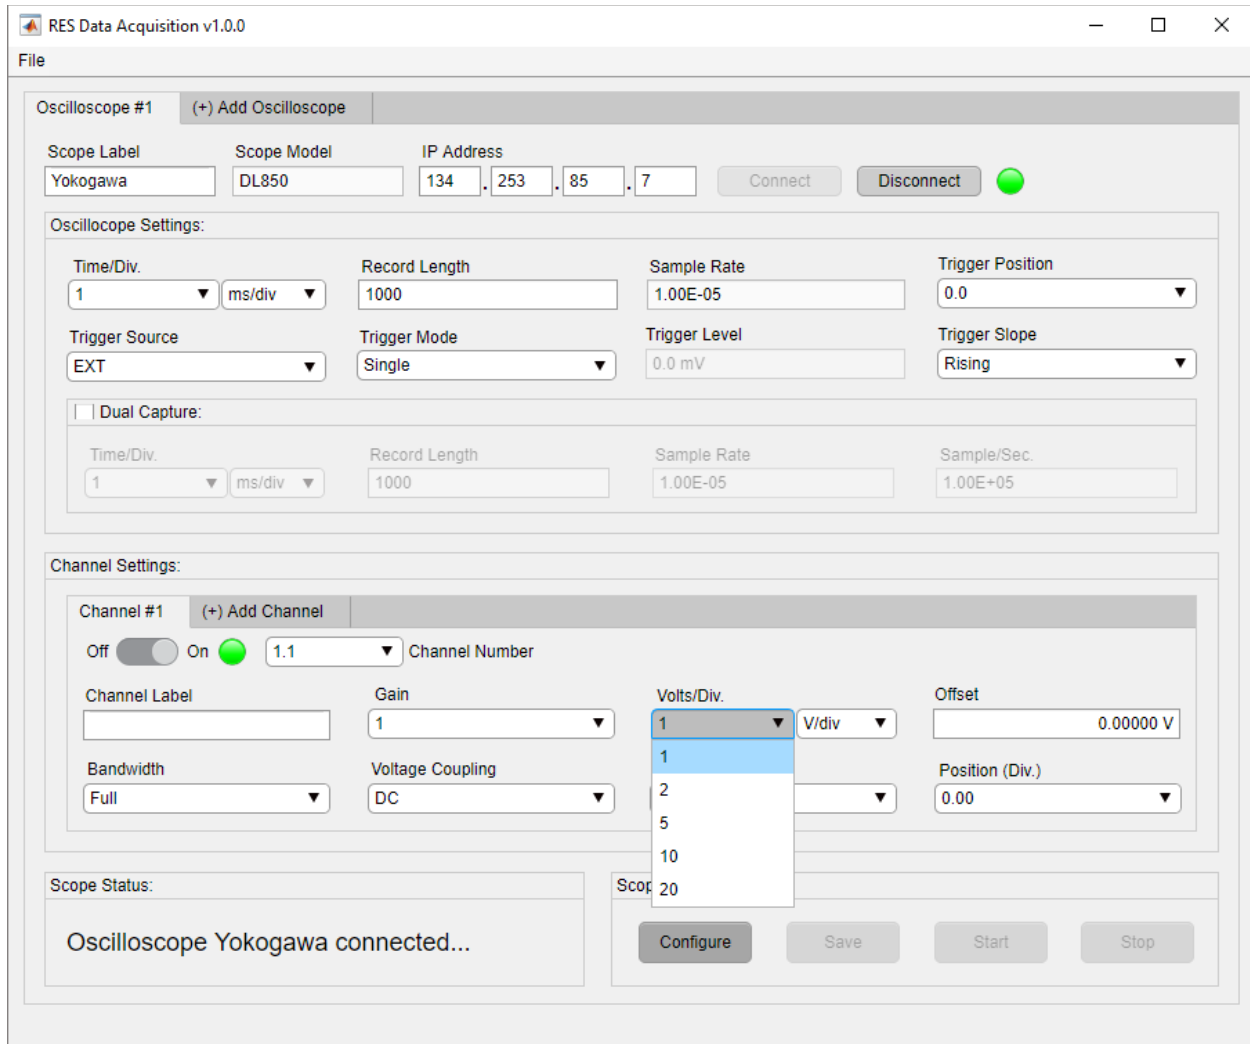 RES Data Acquisition v1.0.0
File
Oscilloscope #1 (+) Add Oscilloscope
Scope Label Scope Model IP Address
Yokogawa DL850 134 . 253 . 85 . 7 Connect Disconnect
Oscillocope Settings:
Time/Div. Record Length Sample Rate Trigger Position
1 ms/div 1000 1.00E-05 0.0
Trigger Source Trigger Mode Trigger Level Trigger Slope
EXT Single 0.0 mV Rising
Dual Capture:
Time/Div. Record Length Sample Rate Sample/Sec.
1 ms/div 1000 1.00E-05 1.00E+05
Channel Settings:
Channel #1 (+) Add Channel
Off On 1.1 Channel Number
Channel Label Gain Volts/Div. Offset
1 1 V/div 0.00000 V
1
Bandwidth Voltage Coupling Position (Div.)
Full DC 2 0.00
5
10
20
Scope Status: Scop
Oscilloscope Yokogawa connected... Configure Save Start Stop